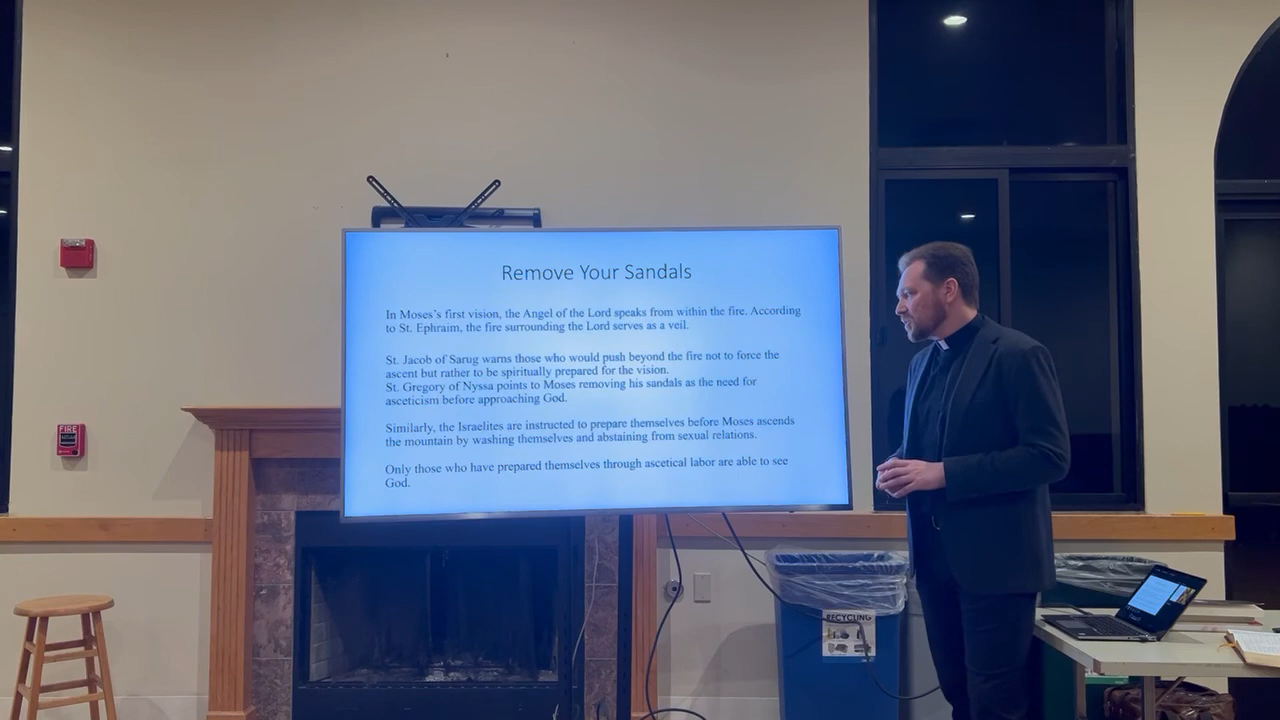 Remove Your Sandals
In Moses's first vision, the Angel of the Lord speaks from within the fire. According
to St. Ephraim, the fire surrounding the Lord serves as a veil.
St. Jacob of Sarug warns those who would push beyond the fire not to force the
ascent but rather to be spiritually prepared for the vision.
St. Gregory of Nyssa points to Moses removing his sandals as the need for
asceticism before approaching God.
Similarly, the Israelites are instructed to prepare themselves before Moses ascends
the mountain by washing themselves and abstaining from sexual relations.
Only those who have prepared themselves through ascetical labor are able to see
God.
FIRE
RECYCLING